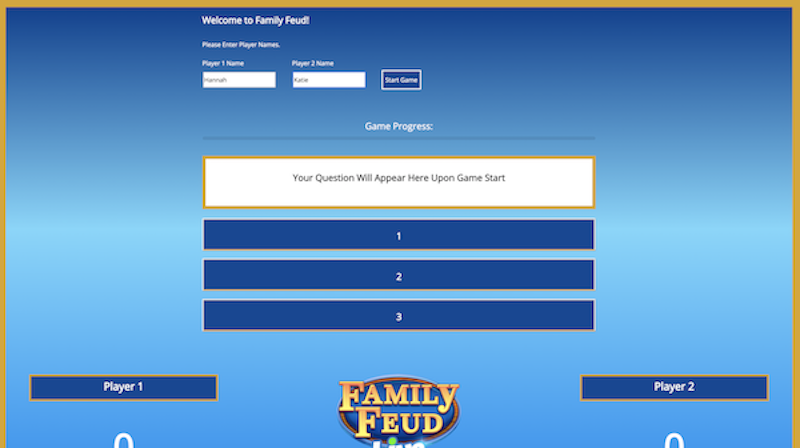 Welcome to Family Feud!
Please Enter Player Names.
Player 1 Name Player 2 Name
Hannah Katie Start Game
Game Progress:
Your Question Will Appear Here Upon Game Start
1
2
3
Player 1 Player 2
FAMILY
FEUD
Live
0 0